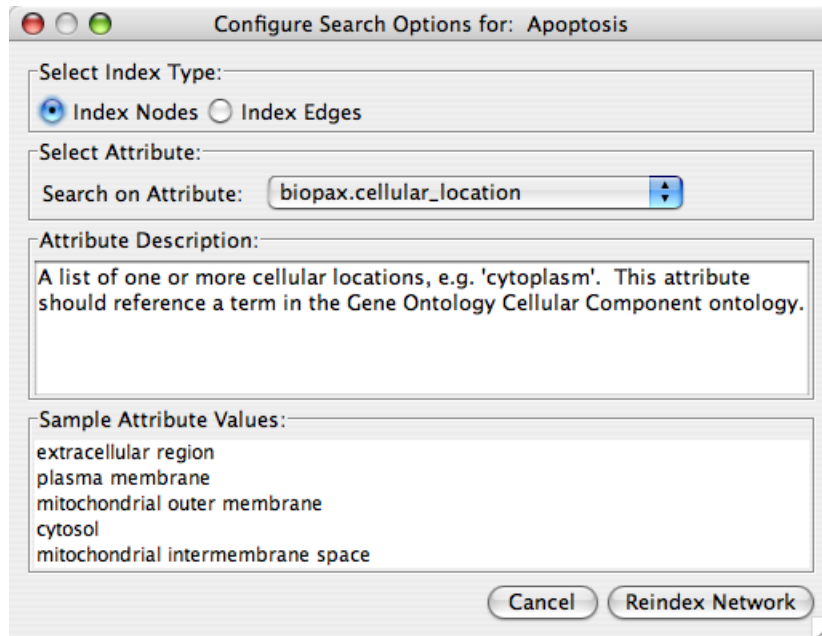 Configure Search Options for: Apoptosis
Select Index Type:
Index Nodes Index Edges
Select Attribute:
Search on Attribute: biopax.cellular_location
Attribute Description:
A list of one or more cellular locations, e.g. 'cytoplasm'. This attribute
should reference a term in the Gene Ontology Cellular Component ontology.
Sample Attribute Values:
extracellular region
plasma membrane
mitochondrial outer membrane
cytosol
mitochondrial intermembrane space
Cancel Reindex Network